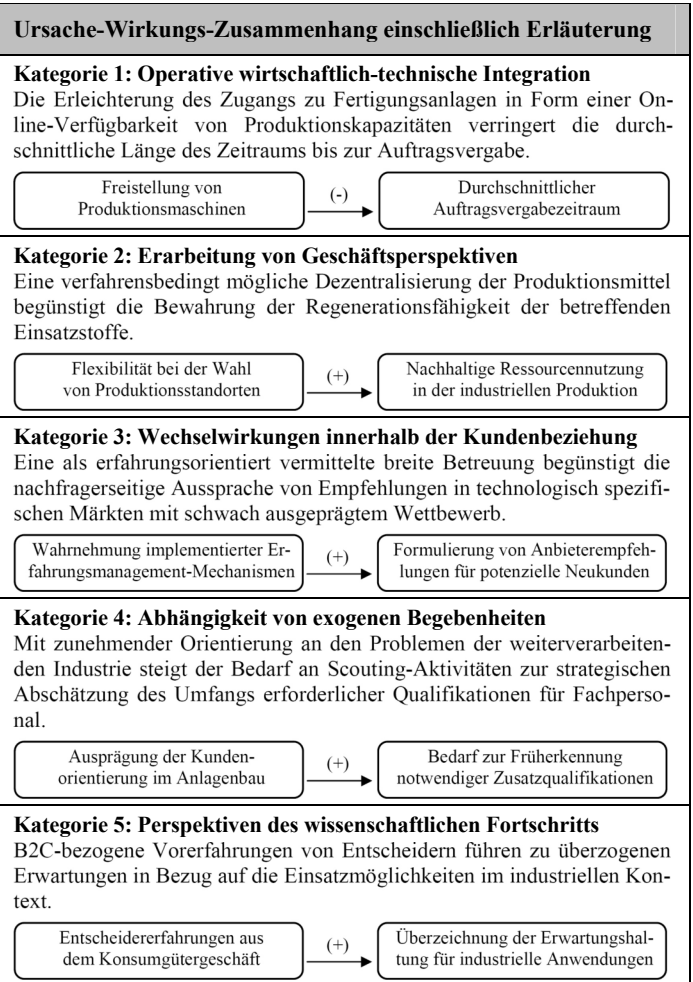 Ursache-Wirkungs-Zusammenhang einschließlich Erläuterung
Kategorie 1: Operative wirtschaftlich-technische Integration
Die Erleichterung des Zugangs zu Fertigungsanlagen in Form einer On-
line-Verfügbarkeit von Produktionskapazitäten verringert die durch-
schnittliche Länge des Zeitraums bis zur Auftragsvergabe.
Freistellung von
Produktionsmaschinen
(-)
Durchschnittlicher
Auftragsvergabezeitraum
Kategorie 2: Erarbeitung von Geschäftsperspektiven
Eine verfahrensbedingt mögliche Dezentralisierung der Produktionsmittel
begünstigt die Bewahrung der Regenerationsfähigkeit der betreffenden
Einsatzstoffe.
Flexibilität bei der Wahl
von Produktionsstandorten
(+)
Nachhaltige Ressourcennutzung
in der industriellen Produktion
Kategorie 3: Wechselwirkungen innerhalb der Kundenbeziehung
Eine als erfahrungsorientiert vermittelte breite Betreuung begünstigt die
nachfragerseitige Aussprache von Empfehlungen in technologisch spezifi-
schen Märkten mit schwach ausgeprägtem Wettbewerb.
Wahrnehmung implementierter Er-
fahrungsmanagement-Mechanismen
(+)
Formulierung von Anbieterempfeh-
lungen für potenzielle Neukunden
Kategorie 4: Abhängigkeit von exogenen Begebenheiten
Mit zunehmender Orientierung an den Problemen der weiterverarbeiten-
den Industrie steigt der Bedarf an Scouting-Aktivitäten zur strategischen
Abschätzung des Umfangs erforderlicher Qualifikationen für Fachperso-
nal.
Ausprägung der Kunden-
orientierung im Anlagenbau
(+)
Bedarf zur Früherkennung
notwendiger Zusatzqualifikationen
Kategorie 5: Perspektiven des wissenschaftlichen Fortschritts
B2C-bezogene Vorerfahrungen von Entscheidern führen zu überzogenen
Erwartungen in Bezug auf die Einsatzmöglichkeiten im industriellen Kon-
text.
Entscheidererfahrungen aus
dem Konsumgütergeschäft
(+)
Überzeichnung der Erwartungshal-
tung für industrielle Anwendungen